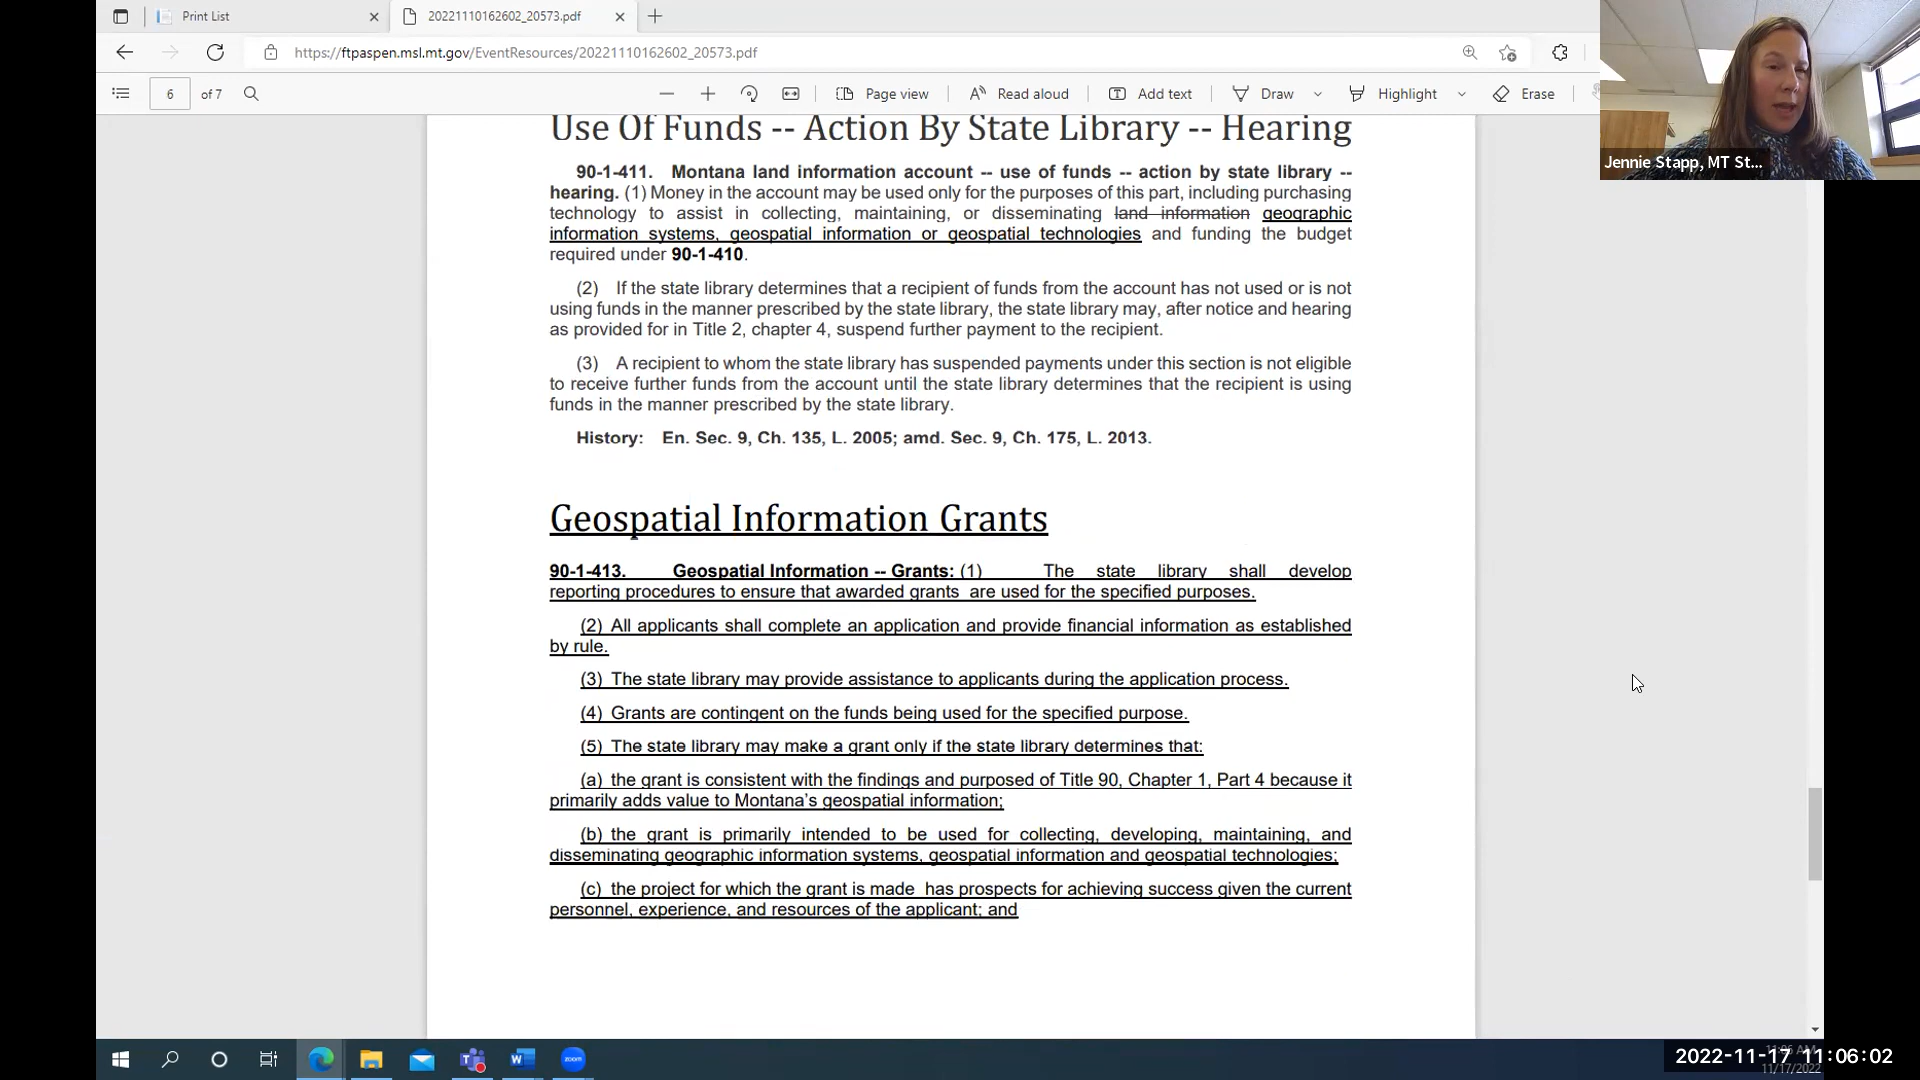 Print List
20221110162602_20573.pdf
https://ftpaspen.msl.mt.gov/EventResources/20221110162602_20573.pdf
6 of 7
Page view
Read aloud
Add text
Draw
Highlight
Erase
Jennie Stapp, MT St...
Use Of Funds -- Action By State Library -- Hearing
90-1-411. Montana land information account -- use of funds -- action by state library --
hearing. (1) Money in the account may be used only for the purposes of this part, including purchasing
technology to assist in collecting, maintaining, or disseminating land information geographic
information systems, geospatial information or geospatial technologies and funding the budget
required under 90-1-410.
(2) If the state library determines that a recipient of funds from the account has not used or is not
using funds in the manner prescribed by the state library, the state library may, after notice and hearing
as provided for in Title 2, chapter 4, suspend further payment to the recipient.
(3) A recipient to whom the state library has suspended payments under this section is not eligible
to receive further funds from the account until the state library determines that the recipient is using
funds in the manner prescribed by the state library.
History: En. Sec. 9, Ch. 135, L. 2005; amd. Sec. 9, Ch. 175, L. 2013.
Geospatial Information Grants
90-1-413. Geospatial Information -- Grants: (1) The state library shall develop
reporting procedures to ensure that awarded grants are used for the specified purposes.
(2) All applicants shall complete an application and provide financial information as established
by rule.
(3) The state library may provide assistance to applicants during the application process.
(4) Grants are contingent on the funds being used for the specified purpose.
(5) The state library may make a grant only if the state library determines that:
(a) the grant is consistent with the findings and purposed of Title 90, Chapter 1, Part 4 because it
primarily adds value to Montana's geospatial information;
(b) the grant is primarily intended to be used for collecting, developing, maintaining, and
disseminating geographic information systems, geospatial information and geospatial technologies;
(c) the project for which the grant is made has prospects for achieving success given the current
personnel, experience, and resources of the applicant; and
zoom
11:06 AM
2022-11-17 11:06:02
11/17/2022